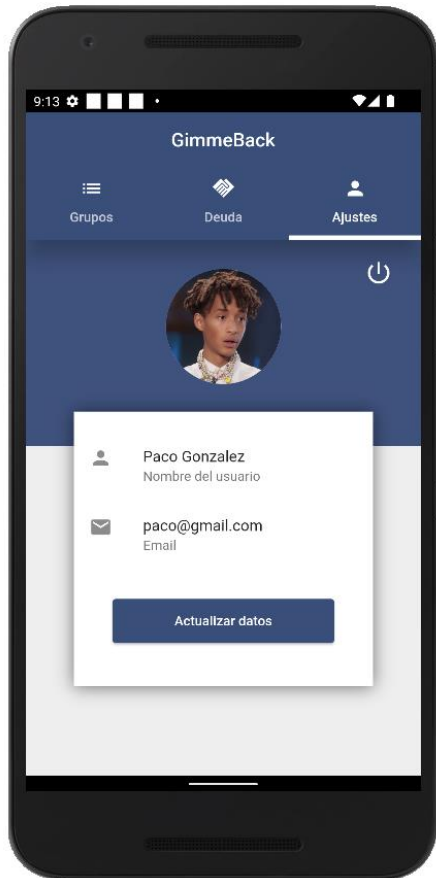 9:13
GimmeBack
Grupos
Deuda
Ajustes
Paco Gonzalez
Nombre del usuario
paco@gmail.com
Email
Actualizar datos